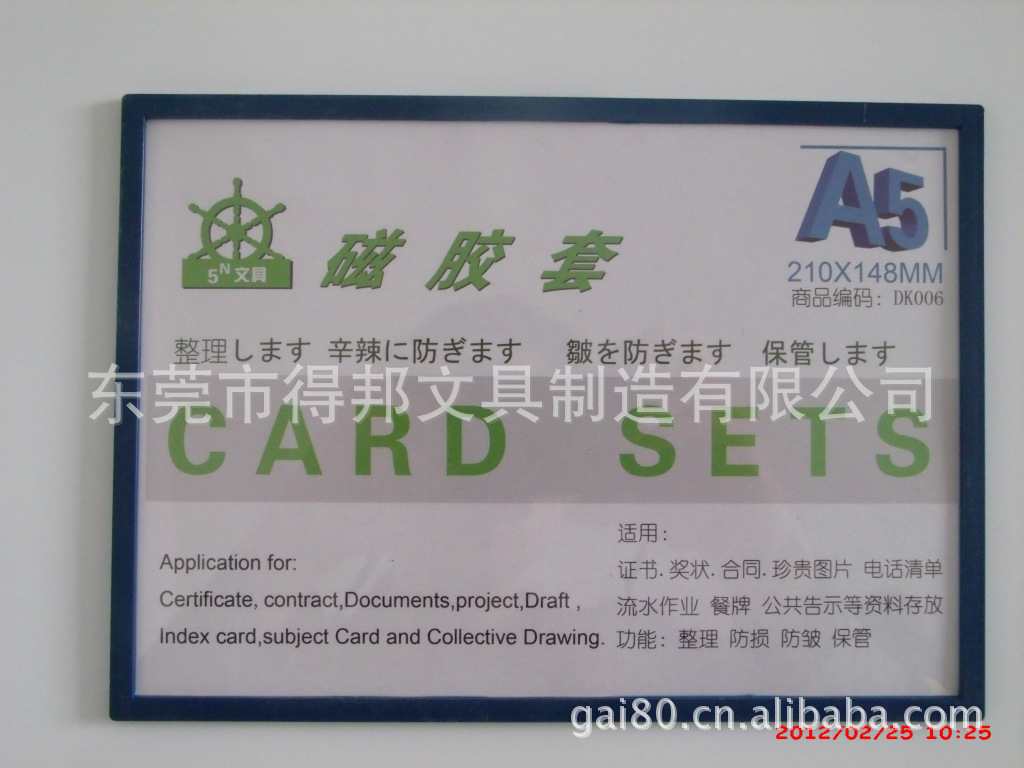 A5
210X148MM
商品编码：DK006
5N 文具
磁 胶 套
整理します 辛辣に防ぎます 皺を防ぎます 保管します
东莞市得邦文具制造有限公司
CARD SETS
Application for:
Certificate, contract,Documents,project,Draft ,
Index card,subject Card and Collective Drawing.
适用：
证书.奖状.合同.珍贵图片 电话清单
流水作业 餐牌 公共告示等资料存放
功能：整理 防损 防皱 保管
gai80.cn.alibaba.com
2012/02/25 10:25